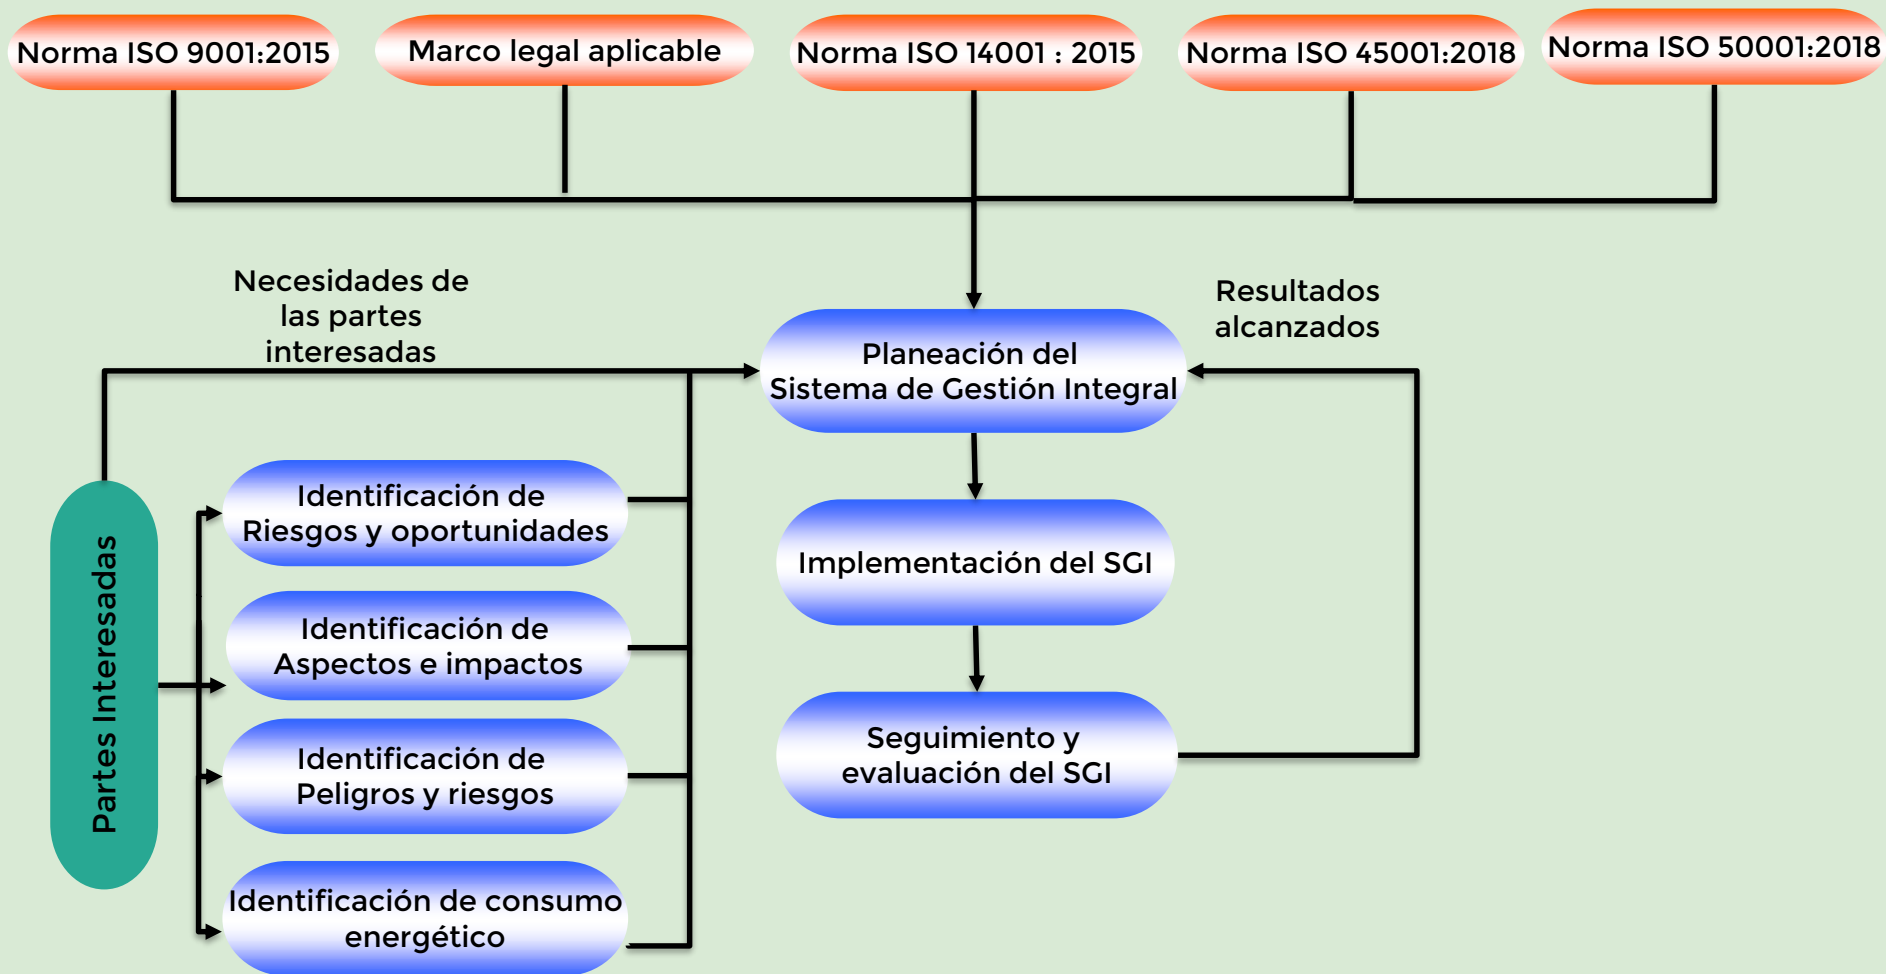 Norma ISO 9001:2015
Marco legal aplicable
Norma ISO 14001 : 2015
Norma ISO 45001:2018
Norma ISO 50001:2018
Necesidades de
las partes
interesadas
Resultados
alcanzados
Planeación del
Sistema de Gestión Integral
Partes Interesadas
Identificación de
Riesgos y oportunidades
Implementación del SGI
Identificación de
Aspectos e impactos
Identificación de
Peligros y riesgos
Seguimiento y
evaluación del SGI
Identificación de consumo
energético